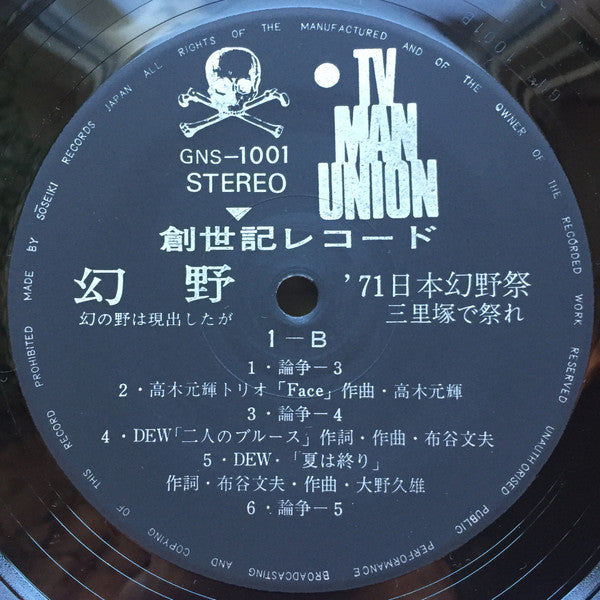 MADE BY SŌSEIKI RECORDS JAPAN ALL RIGHTS OF THE MANUFACTURED AND OF THE OWNER OF THE RECORDED WORK RESERVED UNAUTHORISED PUBLIC PERFORMANCE BROADCASTING AND COPYING OF THIS RECORD PROHIBITED
GNS-1001
STEREO
TV
MAN
UNION
創世記レコード
幻野
幻の野は現出したが
'71日本幻野祭
三里塚で祭れ
1-B
1・論争-3
2・高木元輝トリオ「Face」作曲・高木元輝
3・論争-4
4・DEW「二人のブルース」作詞・作曲・布谷文夫
5・DEW・「夏は終り」
作詞・布谷文夫・作曲・大野久雄
6・論争-5